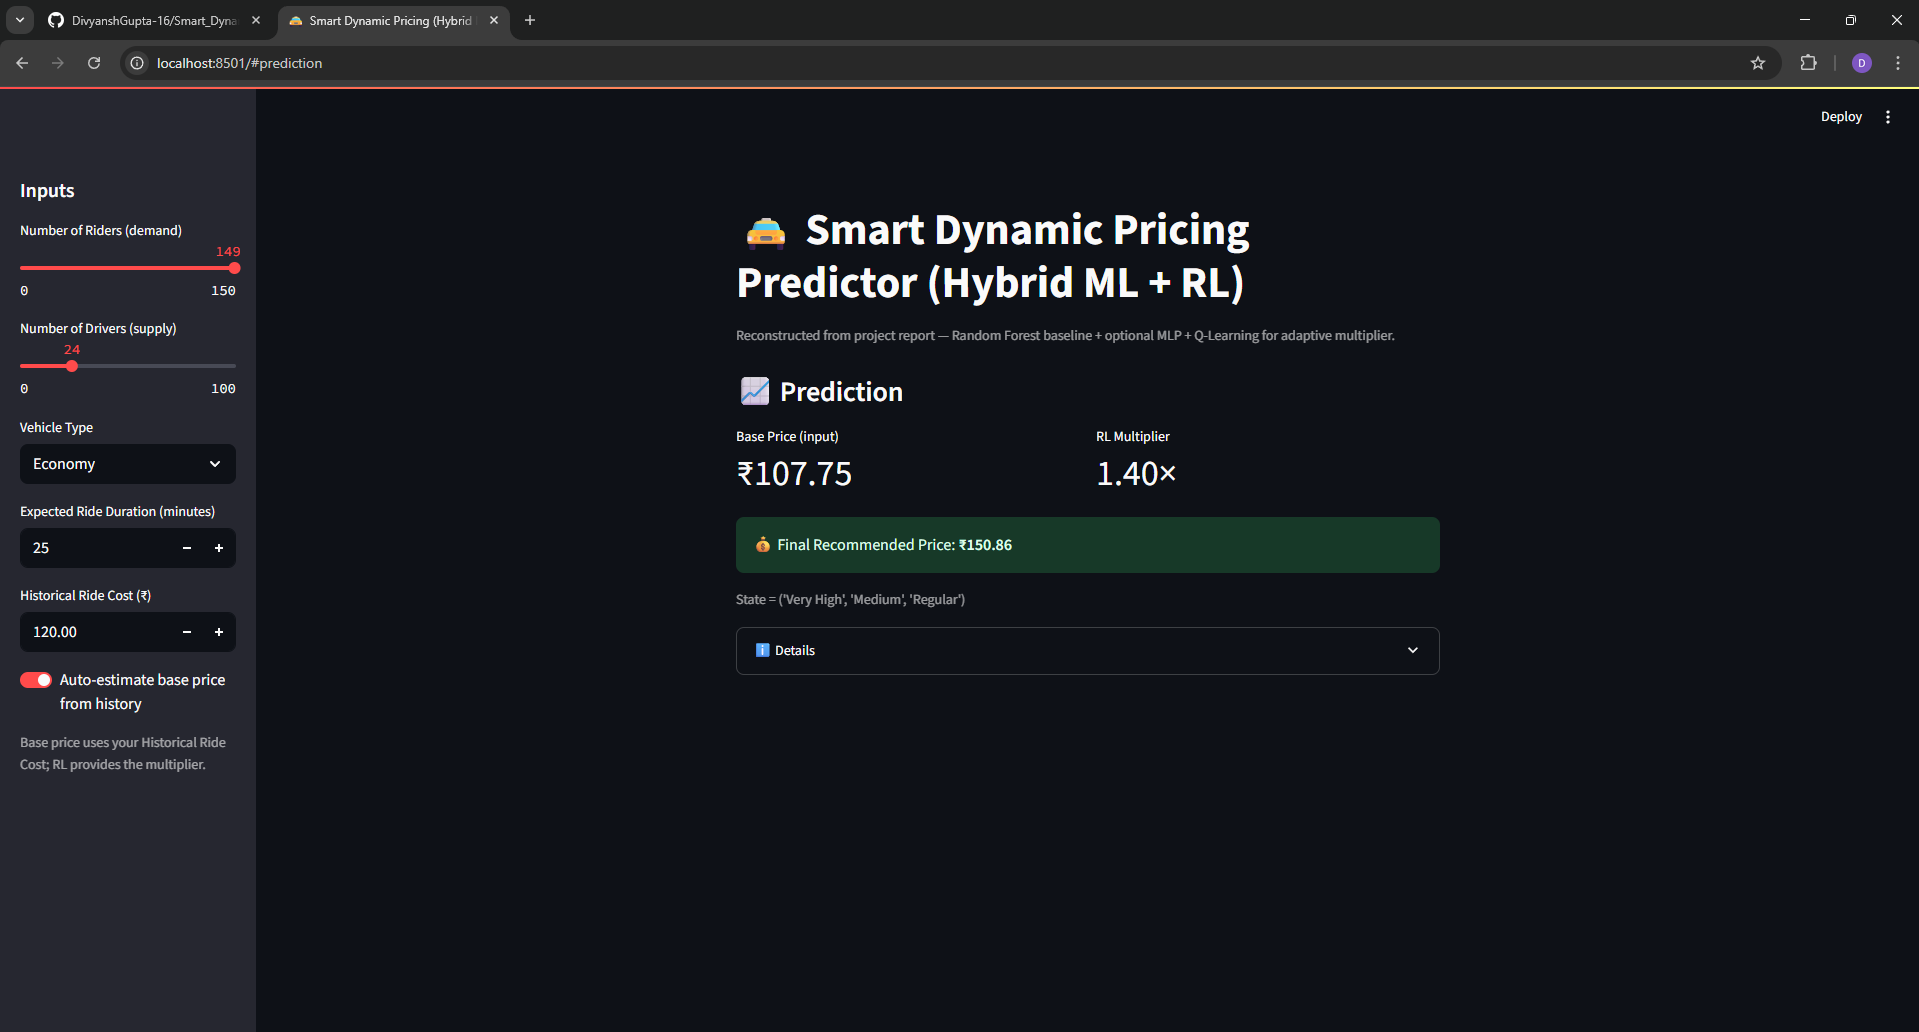 DivyanshGupta-16/Smart_Dyna
Smart Dynamic Pricing (Hybrid
localhost:8501/#prediction
D
Deploy
Inputs
Number of Riders (demand)
149
0 150
Number of Drivers (supply)
24
0 100
Vehicle Type
Economy
Expected Ride Duration (minutes)
25
Historical Ride Cost (₹)
120.00
Auto-estimate base price
from history
Base price uses your Historical Ride
Cost; RL provides the multiplier.
🚖 Smart Dynamic Pricing
Predictor (Hybrid ML + RL)
Reconstructed from project report — Random Forest baseline + optional MLP + Q-Learning for adaptive multiplier.
📈 Prediction
Base Price (input) RL Multiplier
₹107.75 1.40×
💰 Final Recommended Price: ₹150.86
State = ('Very High', 'Medium', 'Regular')
ℹ️ Details